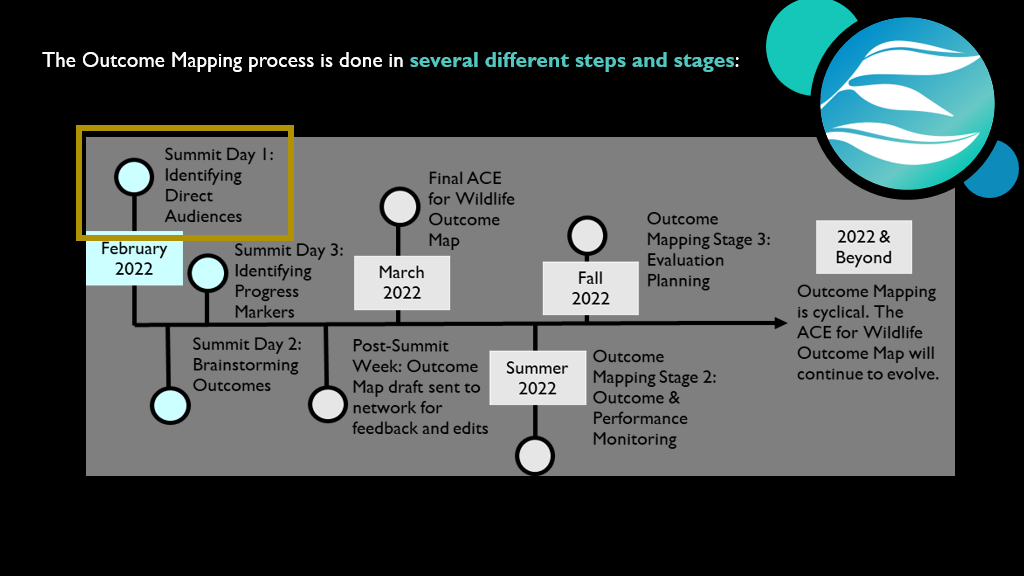 The Outcome Mapping process is done in several different steps and stages:
Summit Day 1:
Identifying
Direct
Audiences
February
2022
Summit Day 2:
Brainstorming
Outcomes
Summit Day 3:
Identifying
Progress
Markers
Post-Summit
Week: Outcome
Map draft sent to
network for
feedback and edits
Final ACE
for Wildlife
Outcome
Map
March
2022
Summer
2022
Outcome
Mapping Stage 2:
Outcome &
Performance
Monitoring
Fall
2022
Outcome
Mapping Stage 3:
Evaluation
Planning
2022 &
Beyond
Outcome Mapping
is cyclical. The
ACE for Wildlife
Outcome Map will
continue to evolve.